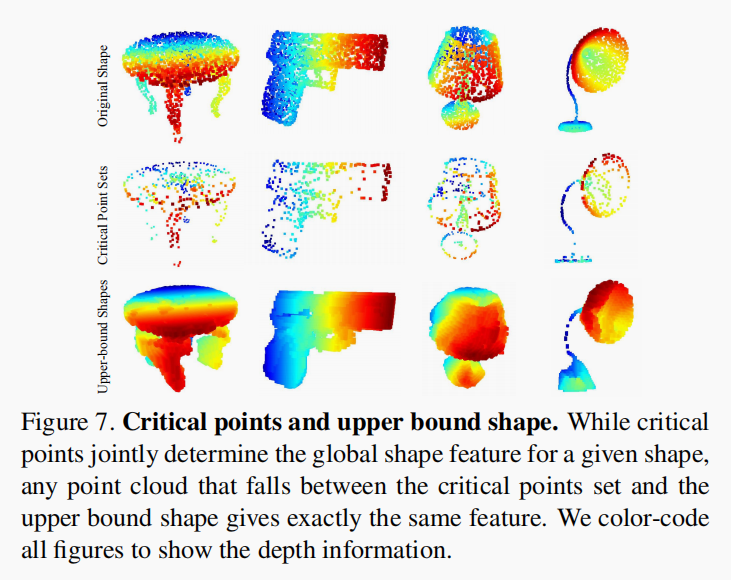 Original Shape
Critical Point Sets
Upper-bound Shapes
Figure 7. Critical points and upper bound shape. While critical
points jointly determine the global shape feature for a given shape,
any point cloud that falls between the critical points set and the
upper bound shape gives exactly the same feature. We color-code
all figures to show the depth information.